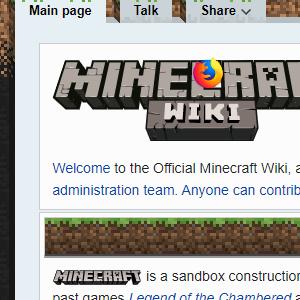 Main page Talk Share
MINECRA
WIKI
Welcome to the Official Minecraft Wiki, a
administration team. Anyone can contrib
MINECRAFT is a sandbox construction
past games Legend of the Chambered a